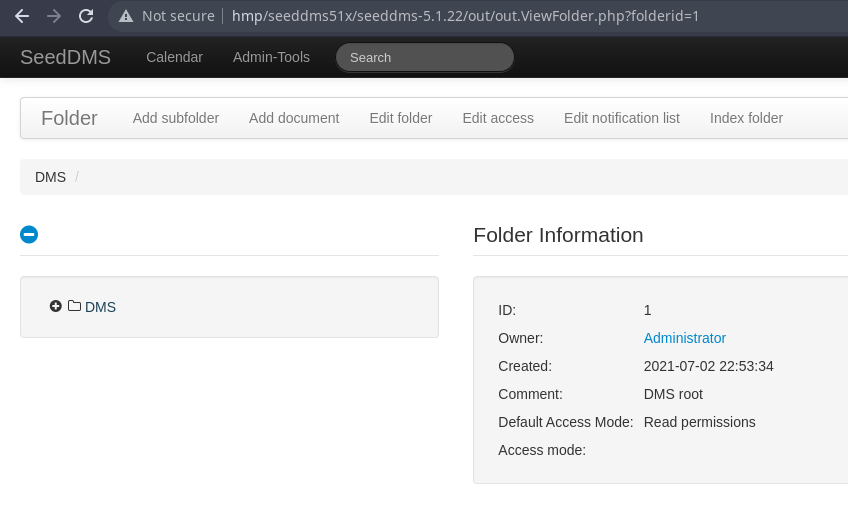 Not secure hmp/seeddms51x/seeddms-5.1.22/out/out.ViewFolder.php?folderid=1
SeedDMS Calendar Admin-Tools Search
Folder Add subfolder Add document Edit folder Edit access Edit notification list Index folder
DMS /
Folder Information
DMS
ID: 1
Owner: Administrator
Created: 2021-07-02 22:53:34
Comment: DMS root
Default Access Mode: Read permissions
Access mode: